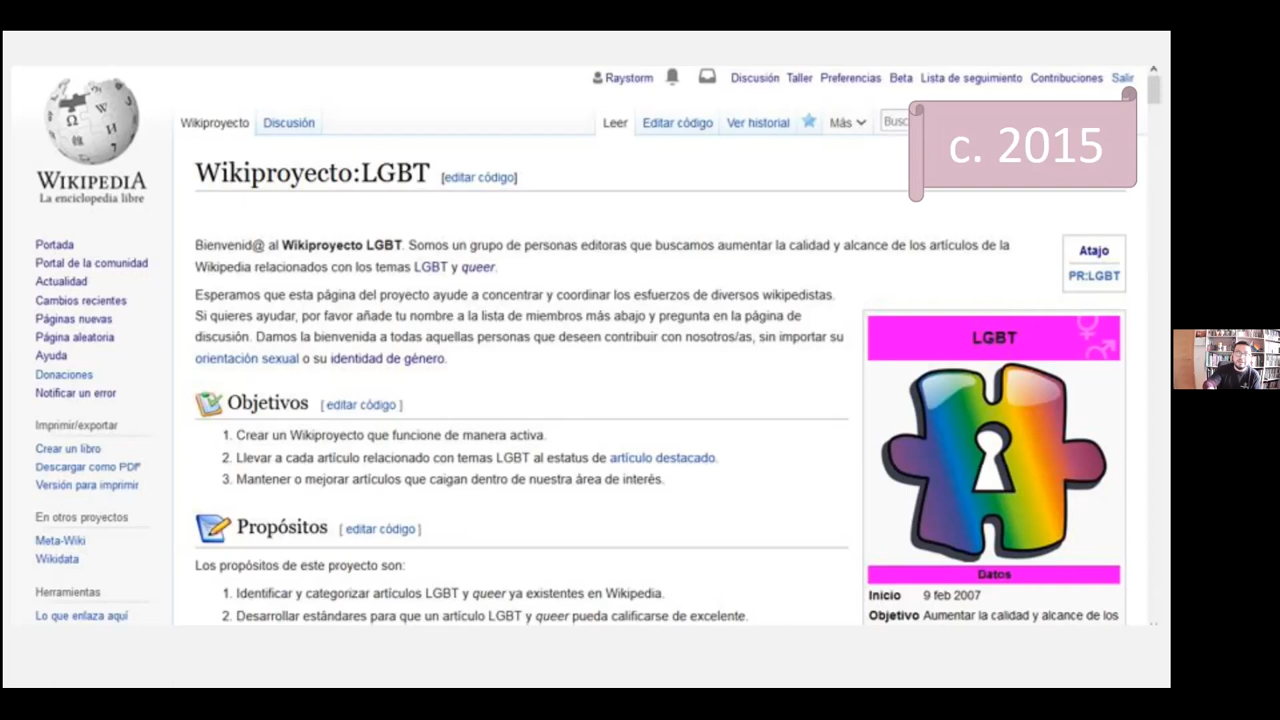 Raystorm Discusión Taller Preferencias Beta Lista de seguimiento Contribuciones Salir
Wikiproyecto Discusión Leer Editar código Ver historial Más Busc
c. 2015
WIKIPEDIA
La enciclopedia libre
Portada
Portal de la comunidad
Actualidad
Cambios recientes
Páginas nuevas
Página aleatoria
Ayuda
Donaciones
Notificar un error
Imprimir/exportar
Crear un libro
Descargar como PDF
Versión para imprimir
En otros proyectos
Meta-Wiki
Wikidata
Herramientas
Lo que enlaza aquí
Wikiproyecto:LGBT [editar código]
Bienvenid@ al Wikiproyecto LGBT. Somos un grupo de personas editoras que buscamos aumentar la calidad y alcance de los artículos de la
Wikipedia relacionados con los temas LGBT y queer.
Esperamos que esta página del proyecto ayude a concentrar y coordinar los esfuerzos de diversos wikipedistas.
Si quieres ayudar, por favor añade tu nombre a la lista de miembros más abajo y pregunta en la página de
discusión. Damos la bienvenida a todas aquellas personas que deseen contribuir con nosotros/as, sin importar su
orientación sexual o su identidad de género.
Objetivos [ editar código ]
1. Crear un Wikiproyecto que funcione de manera activa.
2. Llevar a cada artículo relacionado con temas LGBT al estatus de artículo destacado.
3. Mantener o mejorar artículos que caigan dentro de nuestra área de interés.
Propósitos [ editar código ]
Los propósitos de este proyecto son:
1. Identificar y categorizar artículos LGBT y queer ya existentes en Wikipedia.
2. Desarrollar estándares para que un artículo LGBT y queer pueda calificarse de excelente.
Atajo
PR:LGBT
LGBT
Datos
Inicio 9 feb 2007
Objetivo Aumentar la calidad y alcance de los